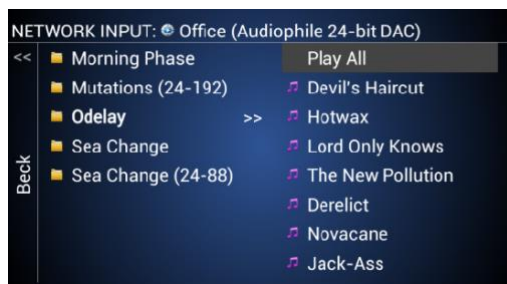 NETWORK INPUT: Office (Audiophile 24-bit DAC)
<<
Beck
Morning Phase
Mutations (24-192)
Odelay >>
Sea Change
Sea Change (24-88)
Play All
Devil's Haircut
Hotwax
Lord Only Knows
The New Pollution
Derelict
Novacane
Jack-Ass